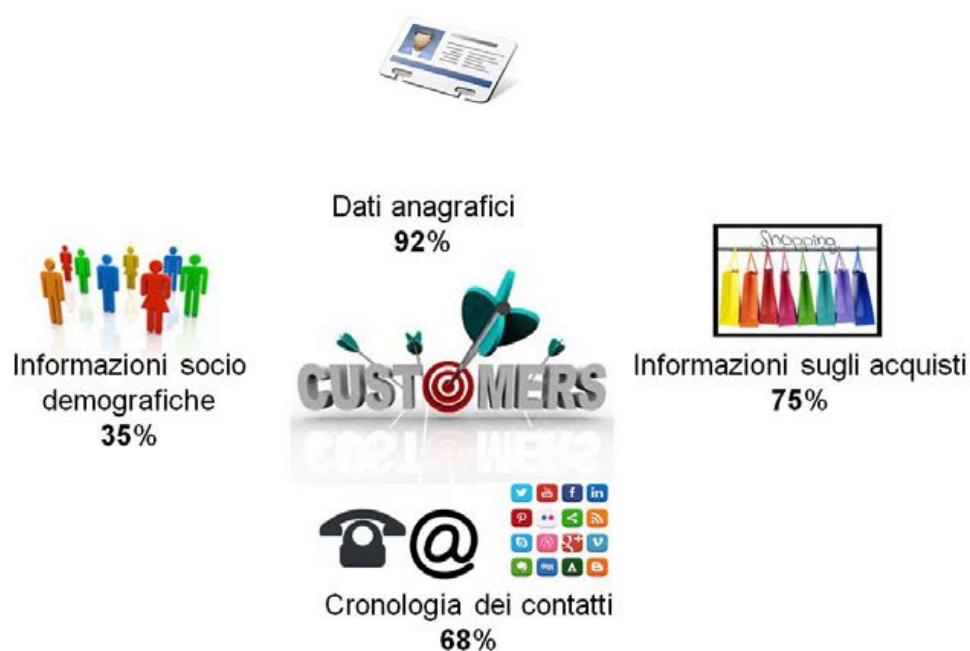 Dati anagrafici
92%
Shopping
Informazioni socio
demografiche
35%
CUSTOMERS
Informazioni sugli acquisti
75%
@
Cronologia dei contatti
68%